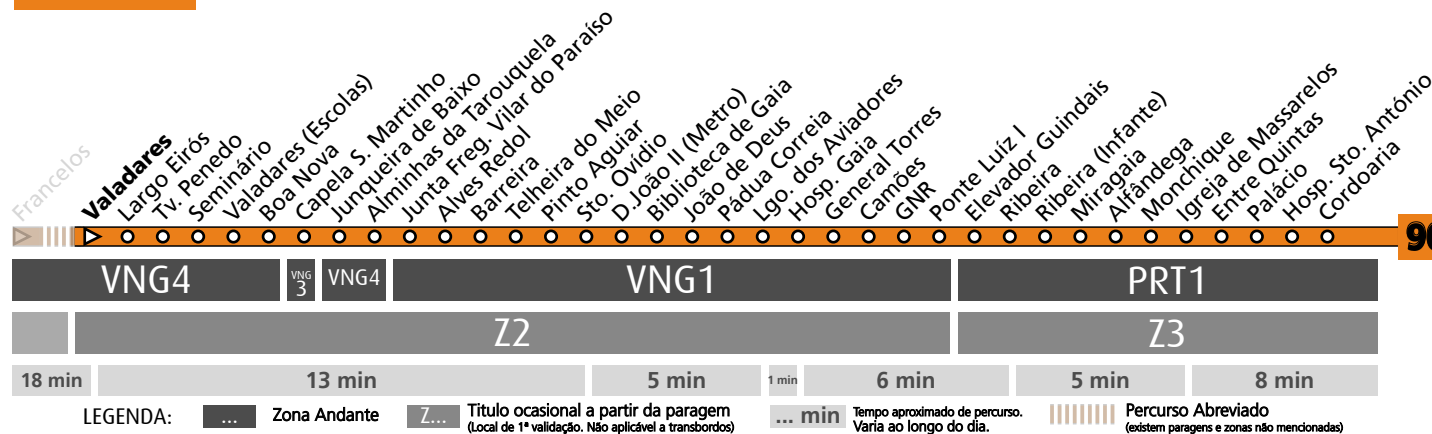 Francelos
Valadares
Largo Eirós
Tv. Penedo
Seminário
Valadares (Escolas)
Boa Nova
Capela S. Martinho
Junqueira de Baixo
Alminhas da Tarouquela
Junta Freg. Vilar do Paraíso
Alves Redol
Barreira
Telheira do Meio
Pinto Aguiar
Sto. Ovídio
D.João II (Metro)
Biblioteca de Gaia
João de Deus
Pádua Correia
Lgo. dos Aviadores
Hosp. Gaia
General Torres
Camões
GNR
Ponte Luíz I
Elevador Guindais
Ribeira
Ribeira (Infante)
Miragaia
Alfândega
Monchique
Igreja de Massarelos
Entre Quintas
Palácio
Hosp. Sto. António
Cordoaria
VNG4 VNG 3 VNG4 VNG1 PRT1
Z2 Z3
18 min 13 min 5 min 1 min 6 min 5 min 8 min
LEGENDA:
... Zona Andante
Z... Titulo ocasional a partir da paragem
(Local de 1ª validação. Não aplicável a transbordos)
... min Tempo aproximado de percurso.
Varia ao longo do dia.
Percurso Abreviado
(existem paragens e zonas não mencionadas)